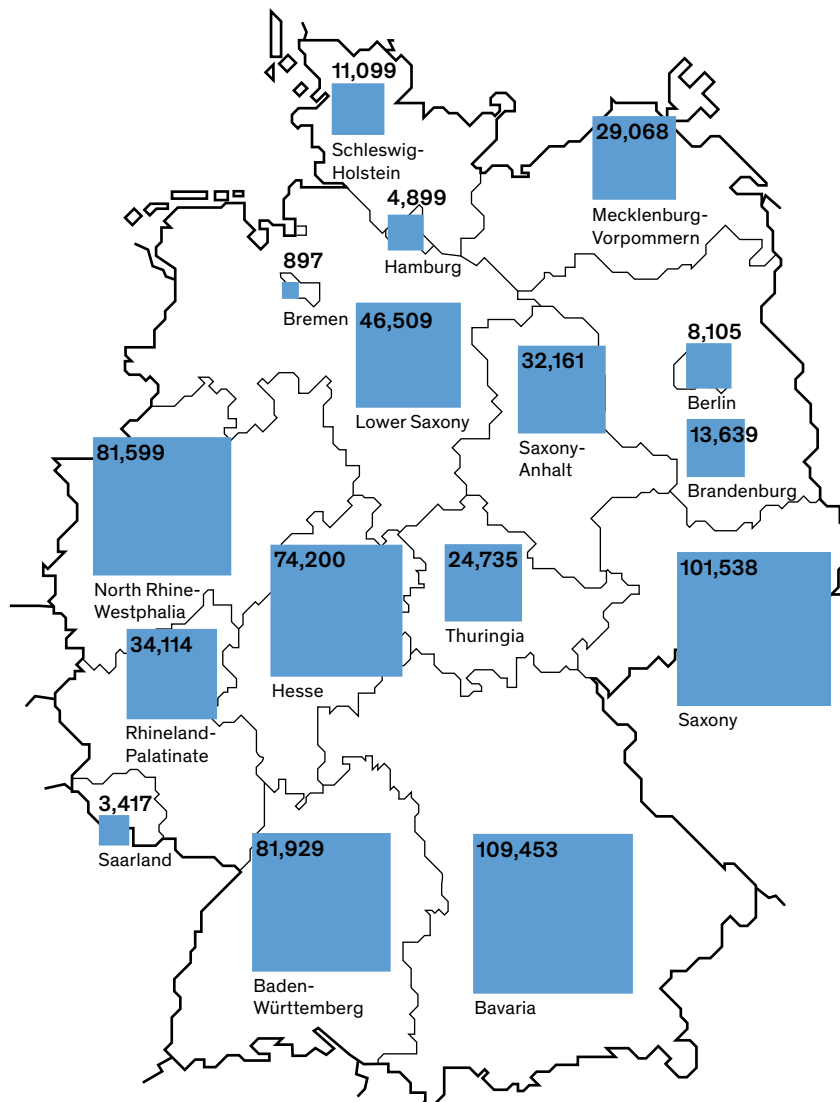 11,099
Schleswig-
Holstein
29,068
Mecklenburg-
Vorpommern
4,899
Hamburg
897
Bremen
46,509
Lower Saxony
32,161
Saxony-
Anhalt
8,105
Berlin
13,639
Brandenburg
81,599
North Rhine-
Westphalia
74,200
Hesse
24,735
Thuringia
101,538
Saxony
34,114
Rhineland-
Palatinate
3,417
Saarland
81,929
Baden-
Württemberg
109,453
Bavaria